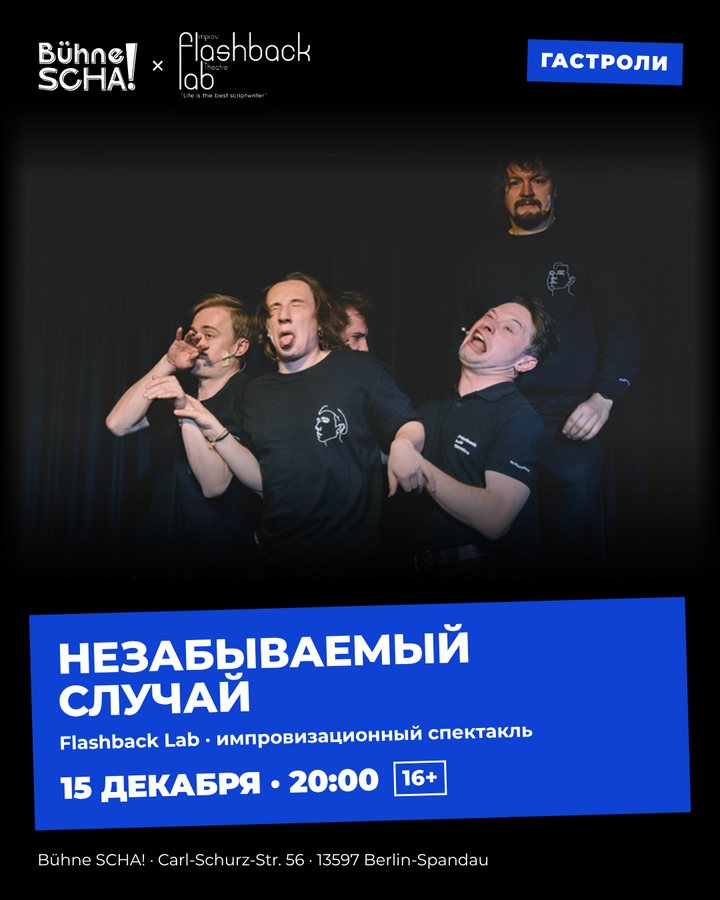 Bühne
SCHA!
×
improv
flashback
Theatre
lab
"Life is the best scriptwriter"
ГАСТРОЛИ
НЕЗАБЫВАЕМЫЙ
СЛУЧАЙ
Flashback Lab · импровизационный спектакль
15 ДЕКАБРЯ · 20:00 16+
Bühne SCHA! · Carl-Schurz-Str. 56 · 13597 Berlin-Spandau